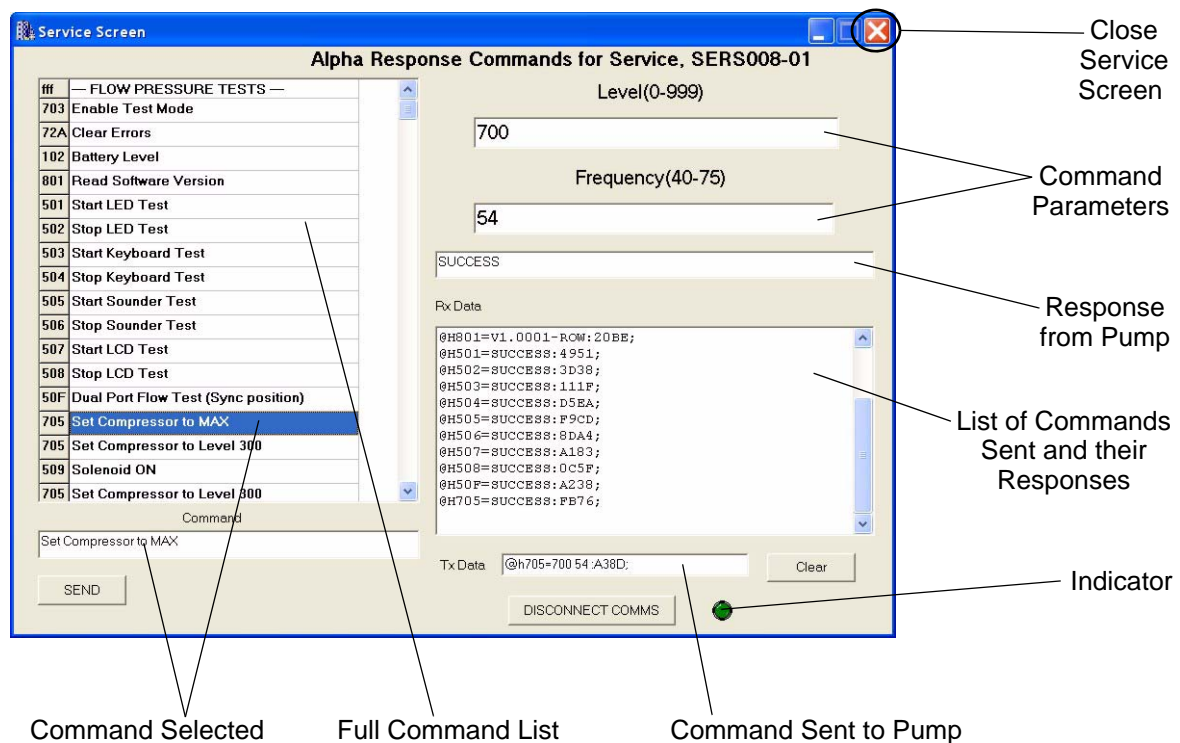 Service Screen
Alpha Response Commands for Service, SERS008-01
fff — FLOW PRESSURE TESTS —
703 Enable Test Mode
72A Clear Errors
102 Battery Level
801 Read Software Version
501 Start LED Test
502 Stop LED Test
503 Start Keyboard Test
504 Stop Keyboard Test
505 Start Sounder Test
506 Stop Sounder Test
507 Start LCD Test
508 Stop LCD Test
50F Dual Port Flow Test (Sync position)
705 Set Compressor to MAX
705 Set Compressor to Level 300
509 Solenoid ON
705 Set Compressor to Level 300
Command
Set Compressor to MAX
SEND
Level(0-999)
700
Frequency(40-75)
54
SUCCESS
Rx Data
@H801=V1.0001-ROW:20BE;
@H501=SUCCESS:4951;
@H502=SUCCESS:3D38;
@H503=SUCCESS:111F;
@H504=SUCCESS:D5EA;
@H505=SUCCESS:F9CD;
@H506=SUCCESS:8DA4;
@H507=SUCCESS:A183;
@H508=SUCCESS:0C5F;
@H50F=SUCCESS:A238;
@H705=SUCCESS:FB76;
Tx Data @h705=700 54 :A38D;
Clear
DISCONNECT COMMS
Close
Service
Screen
Command
Parameters
Response
from Pump
List of Commands
Sent and their
Responses
Indicator
Command Selected
Full Command List
Command Sent to Pump